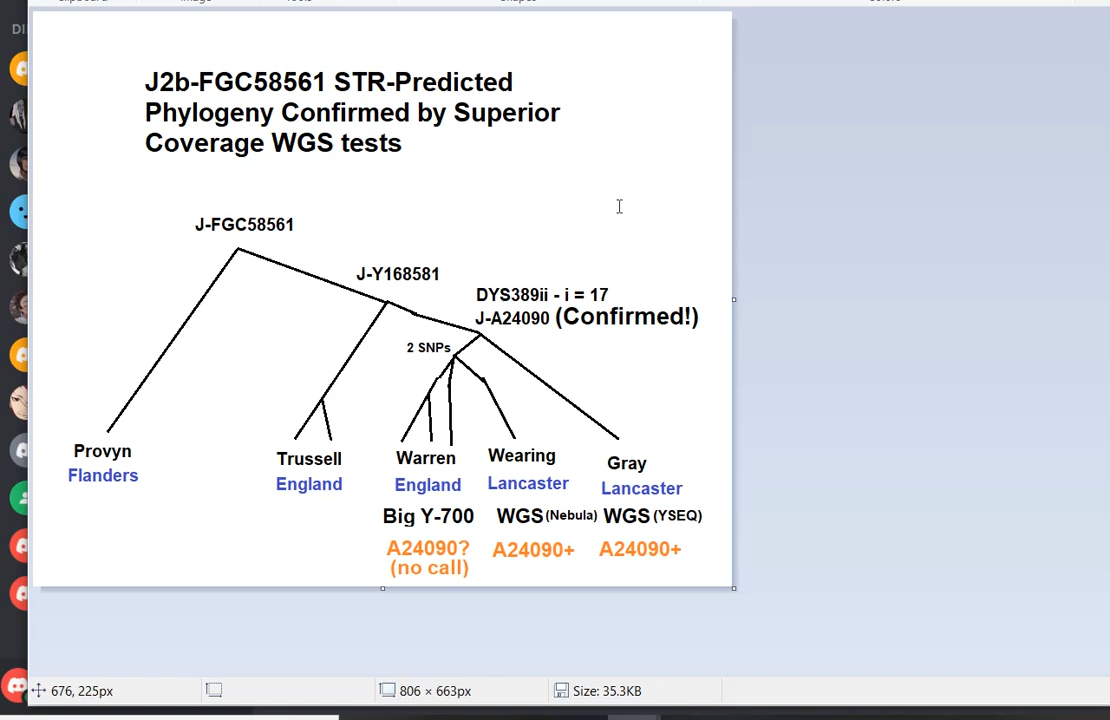 J2b-FGC58561 STR-Predicted
Phylogeny Confirmed by Superior
Coverage WGS tests
J-FGC58561
J-Y168581
DYS389ii - i = 17
J-A24090 (Confirmed!)
2 SNPs
Provyn
Flanders
Trussell
England
Warren
England
Big Y-700
A24090?
(no call)
Wearing
Lancaster
WGS (Nebula)
A24090+
Gray
Lancaster
WGS (YSEQ)
A24090+
676, 225px
806 × 663px
Size: 35.3KB